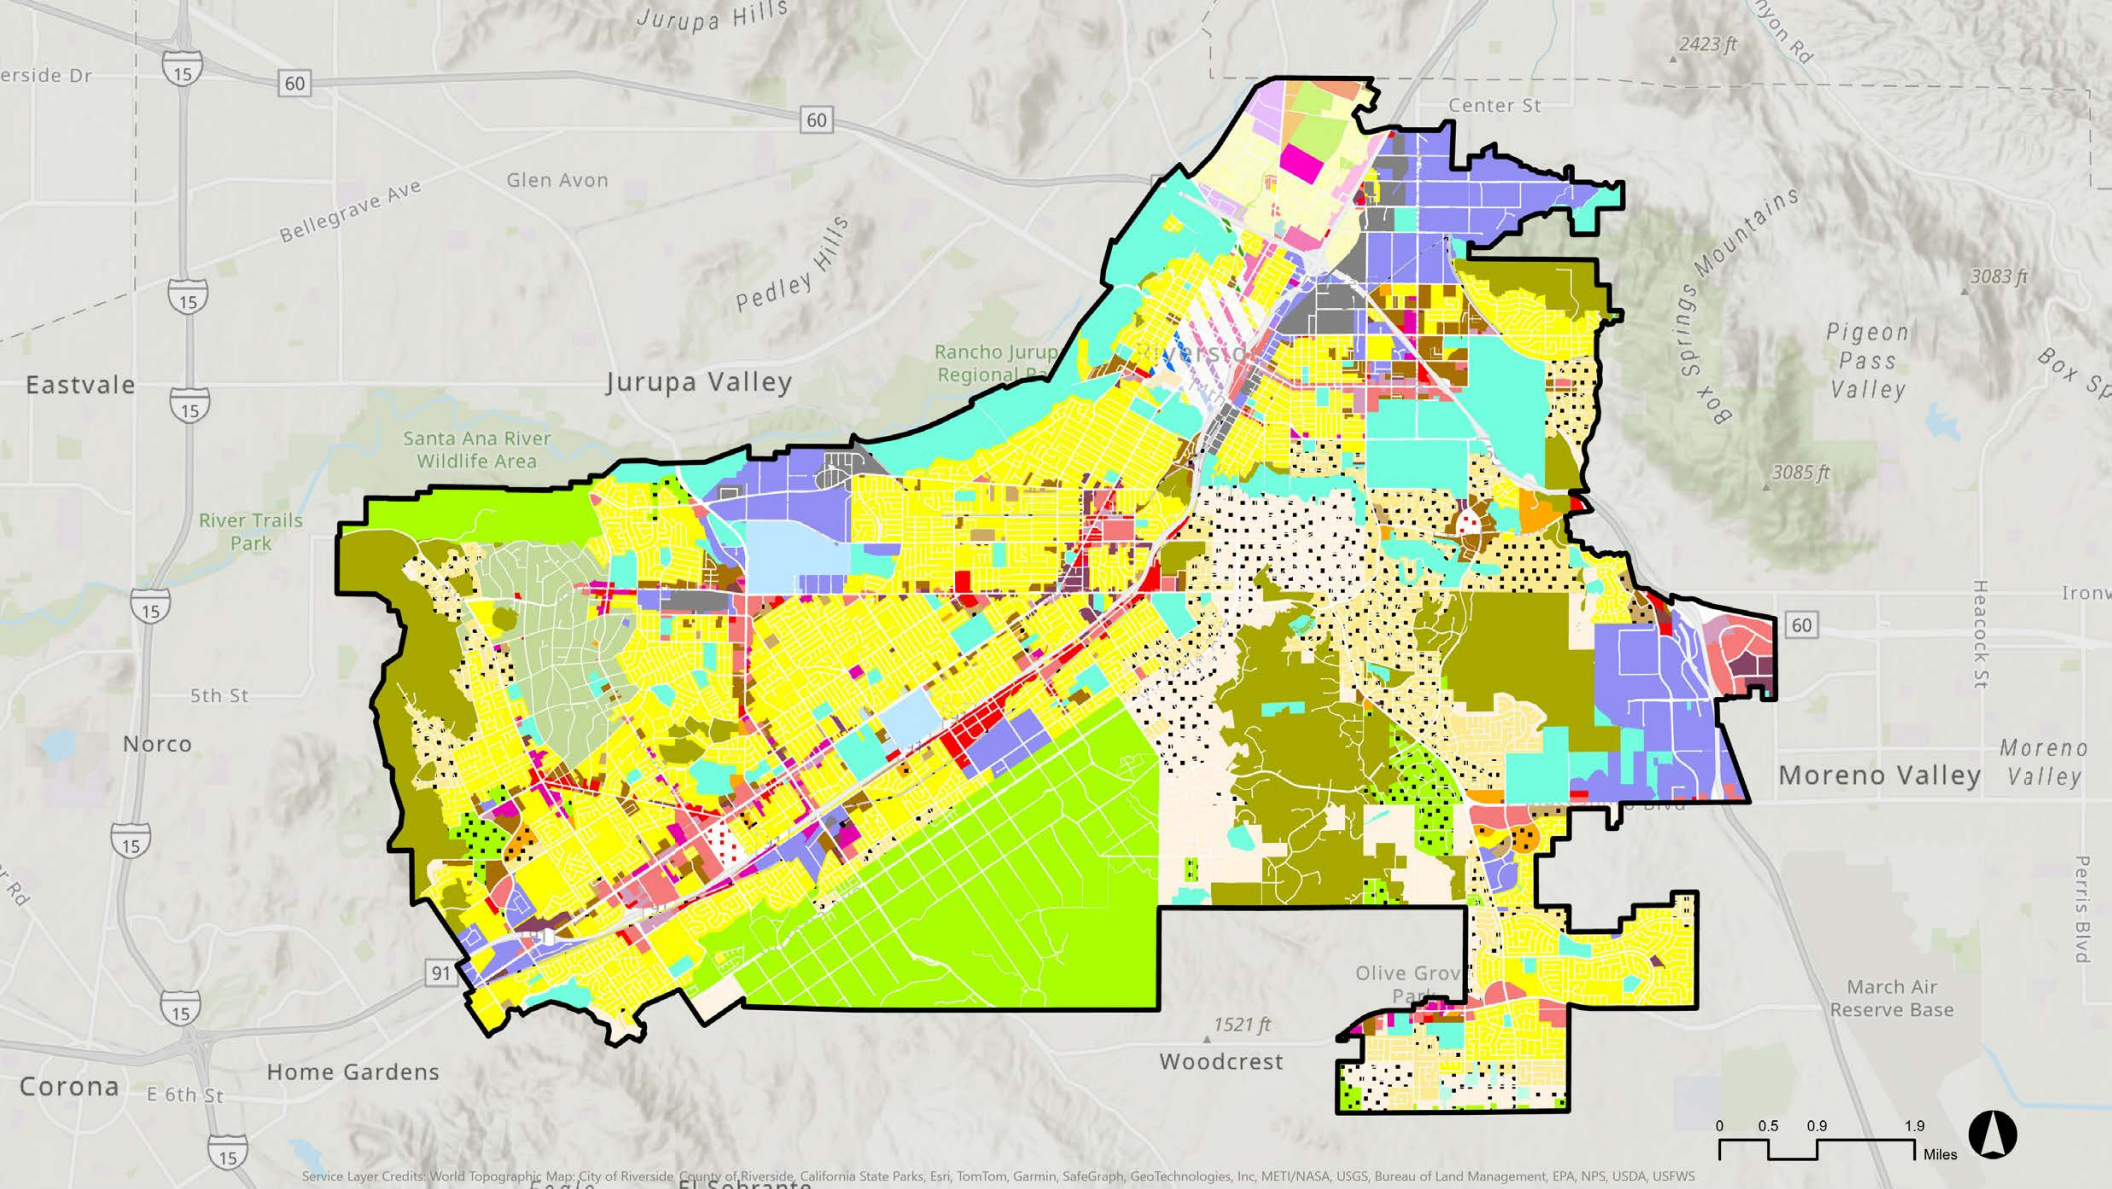 Jurupa Hills
nyon Rd
2423 ft
15
erside Dr
60
60
Center St
Glen Avon
Bellegrave Ave
Pedley Hills
Box Springs Mountains
3083 ft
15
Pigeon
Pass
Valley
Rancho Jurup
Regional Pa
Riverside
Box Sp
Eastvale
Jurupa Valley
15
14th
Santa Ana River
Wildlife Area
3085 ft
River Trails
Park
15
Heacock St
Ironw
60
5th St
Norco
Moreno Valley
Moreno
Valley
15
er Rd
Perris Blvd
91
Olive Grov
Park
March Air
Reserve Base
15
1521 ft
Woodcrest
Home Gardens
Corona
E 6th St
15
0 0.5 0.9 1.9
Miles
Service Layer Credits: World Topographic Map: City of Riverside, County of Riverside, California State Parks, Esri, TomTom, Garmin, SafeGraph, GeoTechnologies, Inc, METI/NASA, USGS, Bureau of Land Management, EPA, NPS, USDA, USFWS
Eagle
El Sobrante